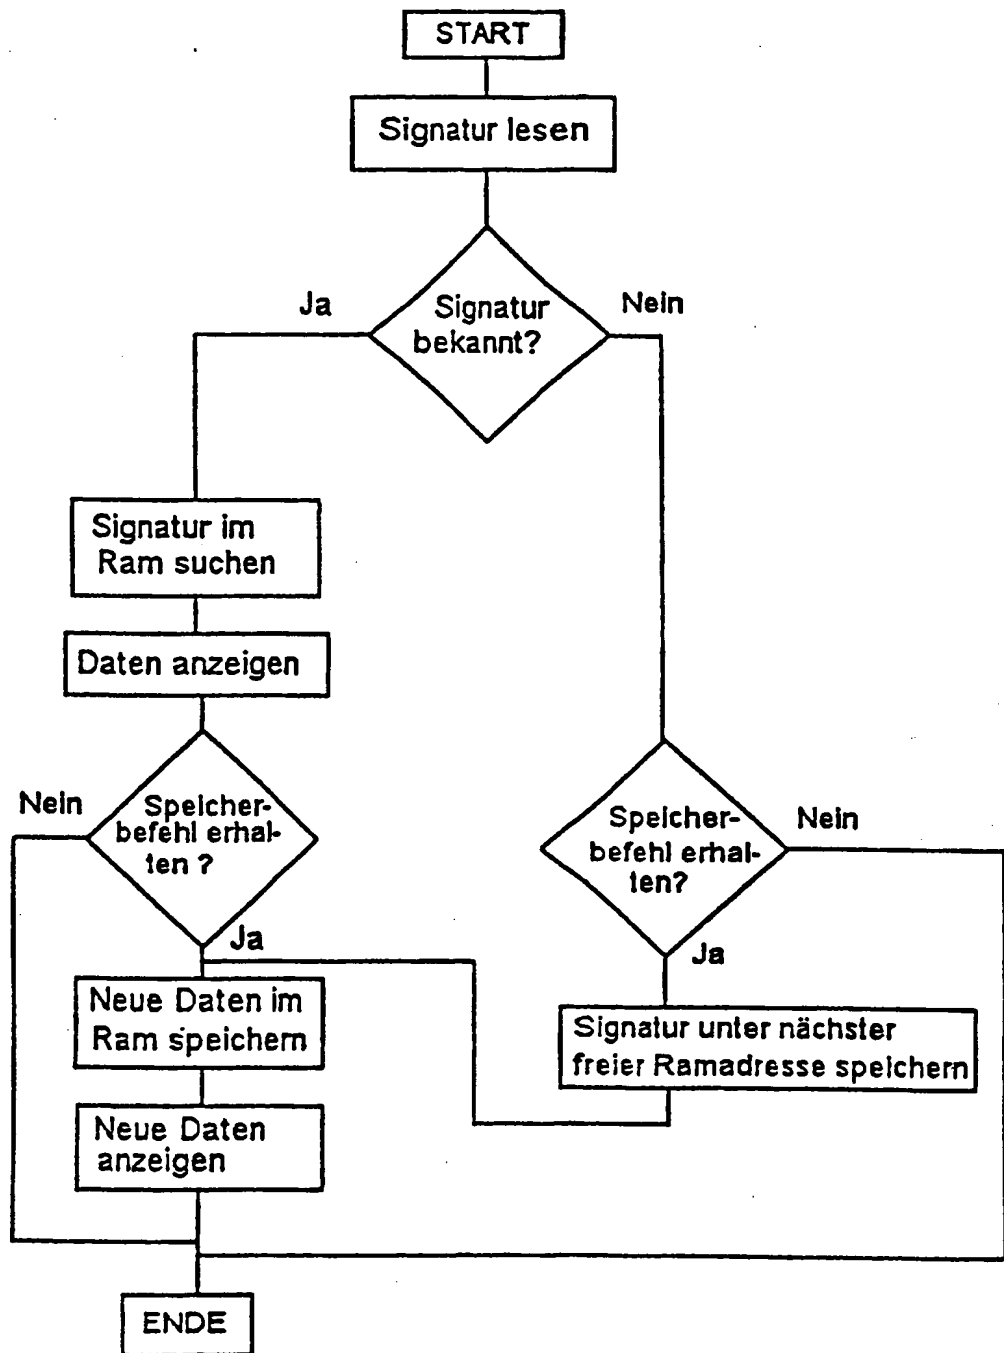 START
Signatur lesen
Ja
Signatur
bekannt?
Nein
Signatur im
Ram suchen
Daten anzeigen
Nein
Speicher-
befehl erhal-
ten ?
Ja
Speicher-
befehl erhal-
ten?
Nein
Ja
Neue Daten im
Ram speichern
Signatur unter nächster
freier Ramadresse speichern
Neue Daten
anzeigen
ENDE